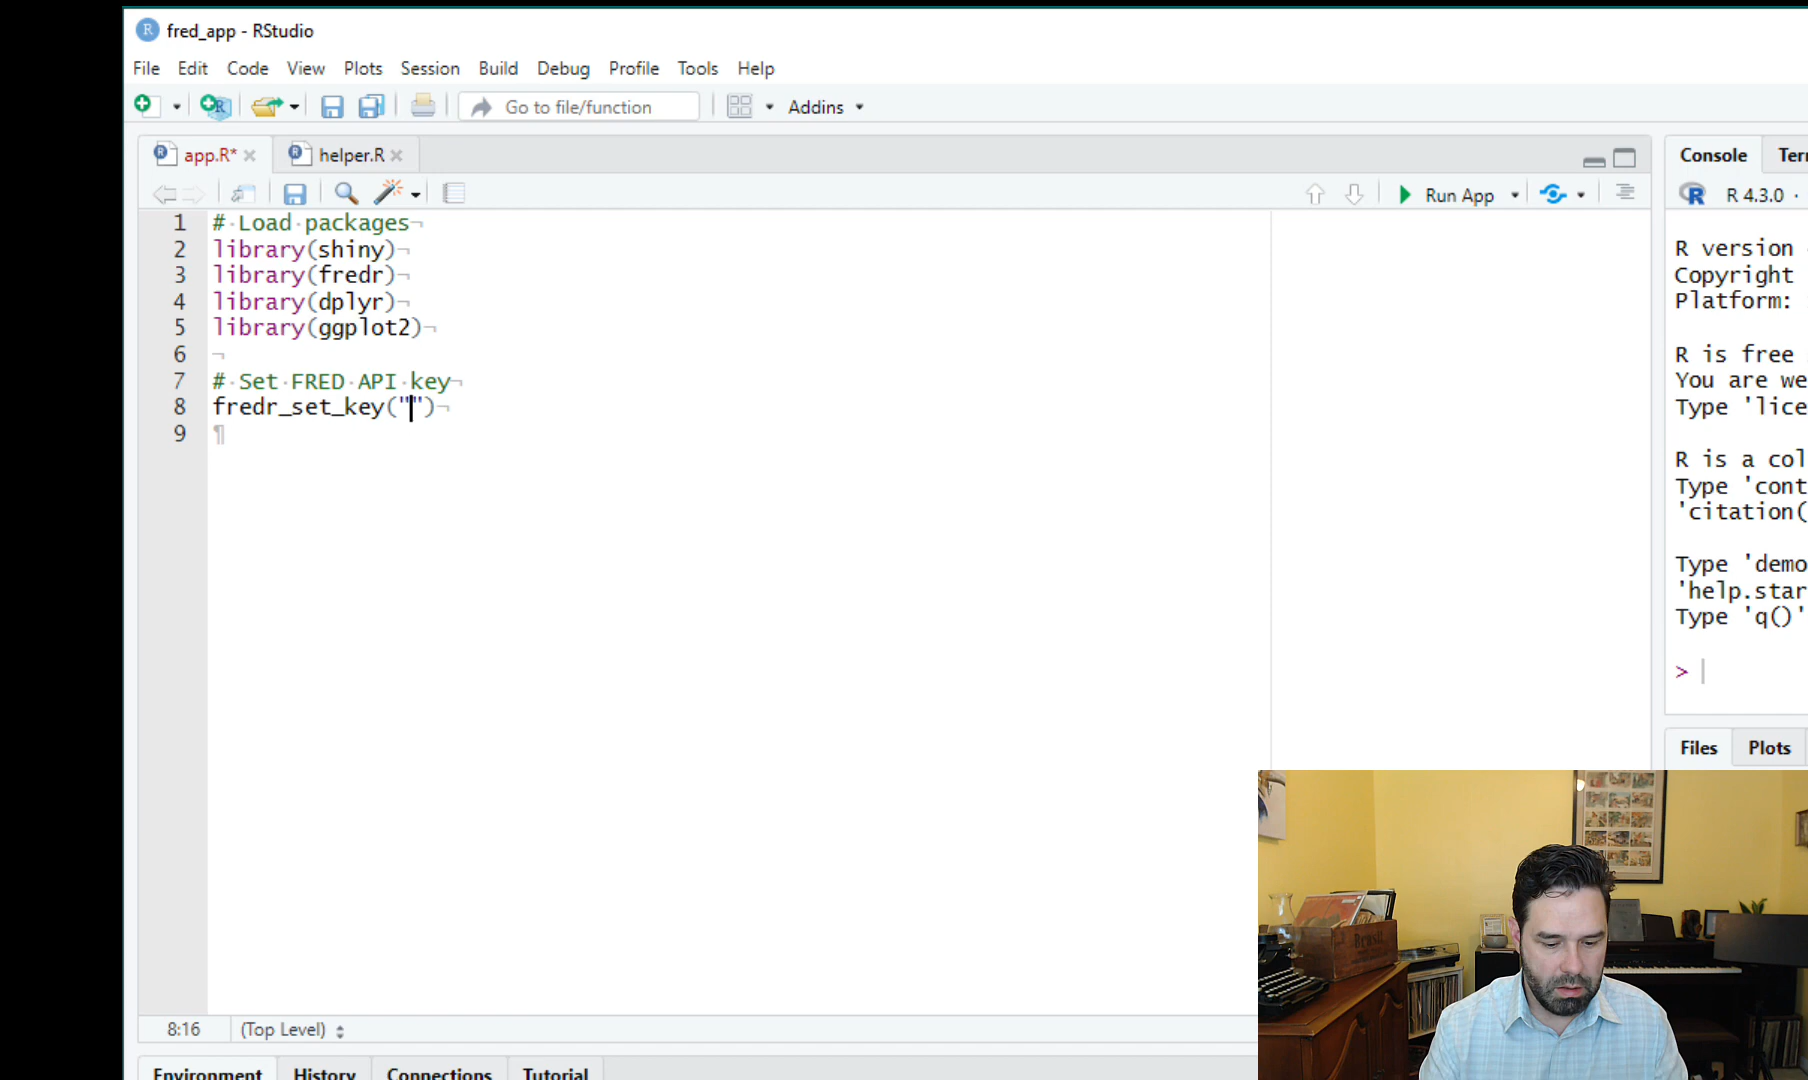 fred_app - RStudio
File Edit Code View Plots Session Build Debug Profile Tools Help
Go to file/function Addins
app.R* helper.R
Run App
1 # Load packages
2 library(shiny)
3 library(fredr)
4 library(dplyr)
5 library(ggplot2)
6
7 # Set FRED API key
8 fredr_set_key("")
9
8:16 (Top Level)
Environment History Connections Tutorial
Console Terr
R 4.3.0 ·
R version
Copyright
Platform:
R is free
You are we
Type 'lice
R is a col
Type 'cont
'citation(
Type 'demo
'help.star
Type 'q()'
>
Files Plots